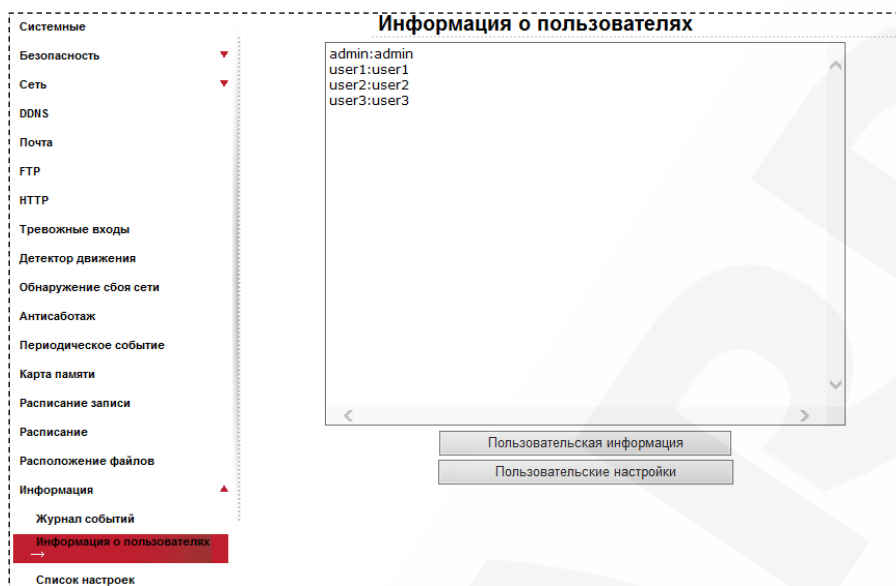 Системные
Безопасность
Сеть
DDNS
Почта
FTP
HTTP
Тревожные входы
Детектор движения
Обнаружение сбоя сети
Антисаботаж
Периодическое событие
Карта памяти
Расписание записи
Расписание
Расположение файлов
Информация
Журнал событий
Информация о пользователях
→
Список настроек
Информация о пользователях
admin:admin
user1:user1
user2:user2
user3:user3
Пользовательская информация
Пользовательские настройки